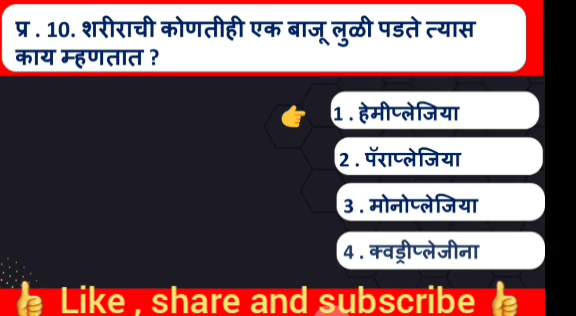 प्र . 10. शरीराची कोणतीही एक बाजू लुळी पडते त्यास
काय म्हणतात ?
1 . हेमीप्लेजिया
2 . पॅराप्लेजिया
3 . मोनोप्लेजिया
4 . क्वड्रीप्लेजीना
Like , share and subscribe